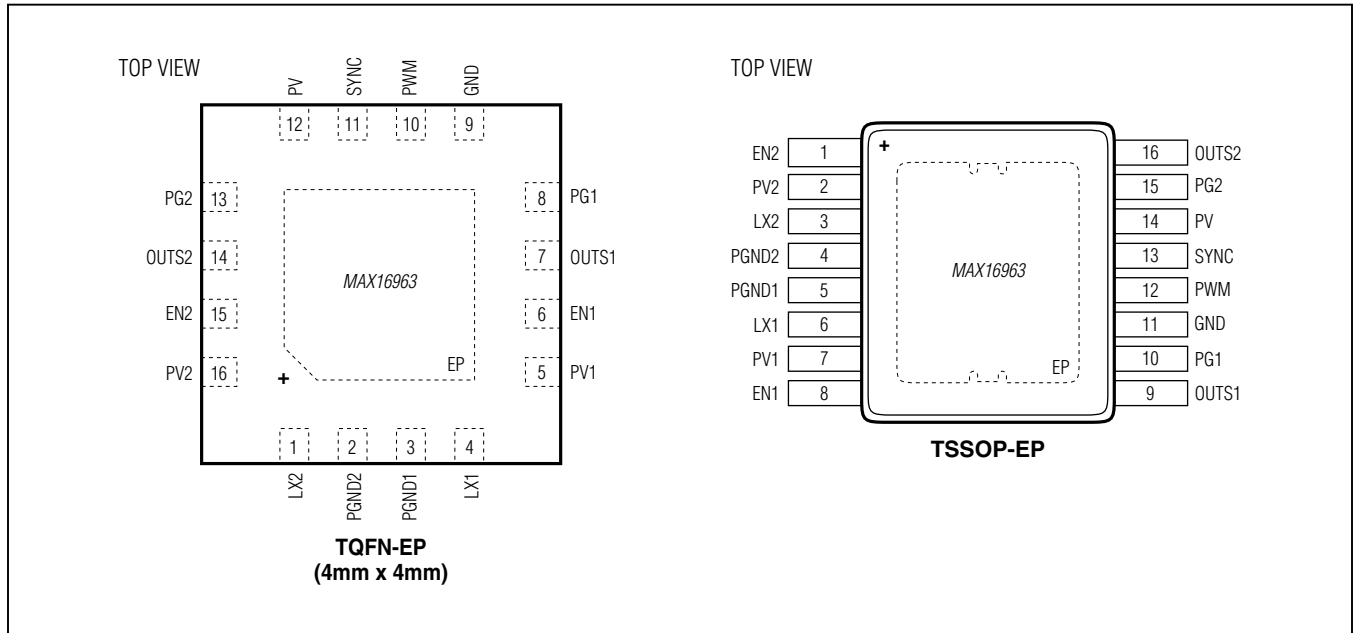 TOP VIEW
PV
SYNC
PWM
GND
12
11
10
9
PG2 13
8 PG1
OUTS2 14
7 OUTS1
MAX16963
EN2 15
6 EN1
PV2 16
5 PV1
+
EP
1
2
3
4
LX2
PGND2
PGND1
LX1
TQFN-EP
(4mm x 4mm)
TOP VIEW
+
EN2 1
16 OUTS2
PV2 2
15 PG2
LX2 3
14 PV
PGND2 4
13 SYNC
MAX16963
PGND1 5
12 PWM
LX1 6
11 GND
PV1 7
10 PG1
EP
EN1 8
9 OUTS1
TSSOP-EP